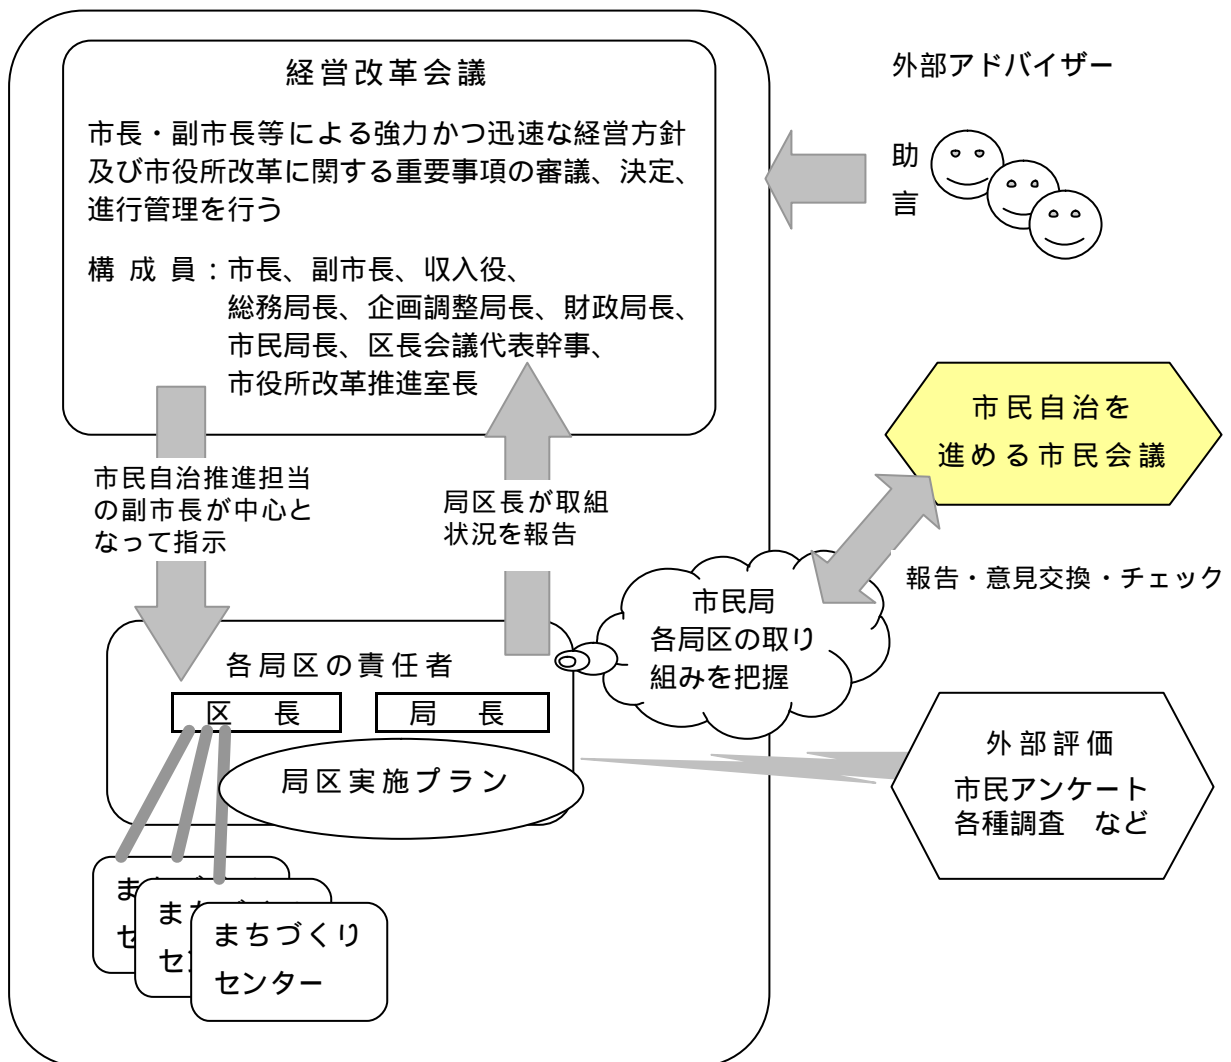 経営改革会議
市長・副市長等による強力かつ迅速な経営方針
及び市役所改革に関する重要事項の審議、決定、
進行管理を行う
構成員：市長、副市長、収入役、
総務局長、企画調整局長、財政局長、
市民局長、区長会議代表幹事、
市役所改革推進室長
外部アドバイザー
助
言
市民自治を
進める市民会議
市民自治推進担当
の副市長が中心と
なって指示
局区長が取組
状況を報告
報告・意見交換・チェック
市民局
各局区の取り
組みを把握
各局区の責任者
区　長
局　長
局区実施プラン
外部評価
市民アンケート
各種調査　など
ま
セン
まち
セン
まちづくり
センター